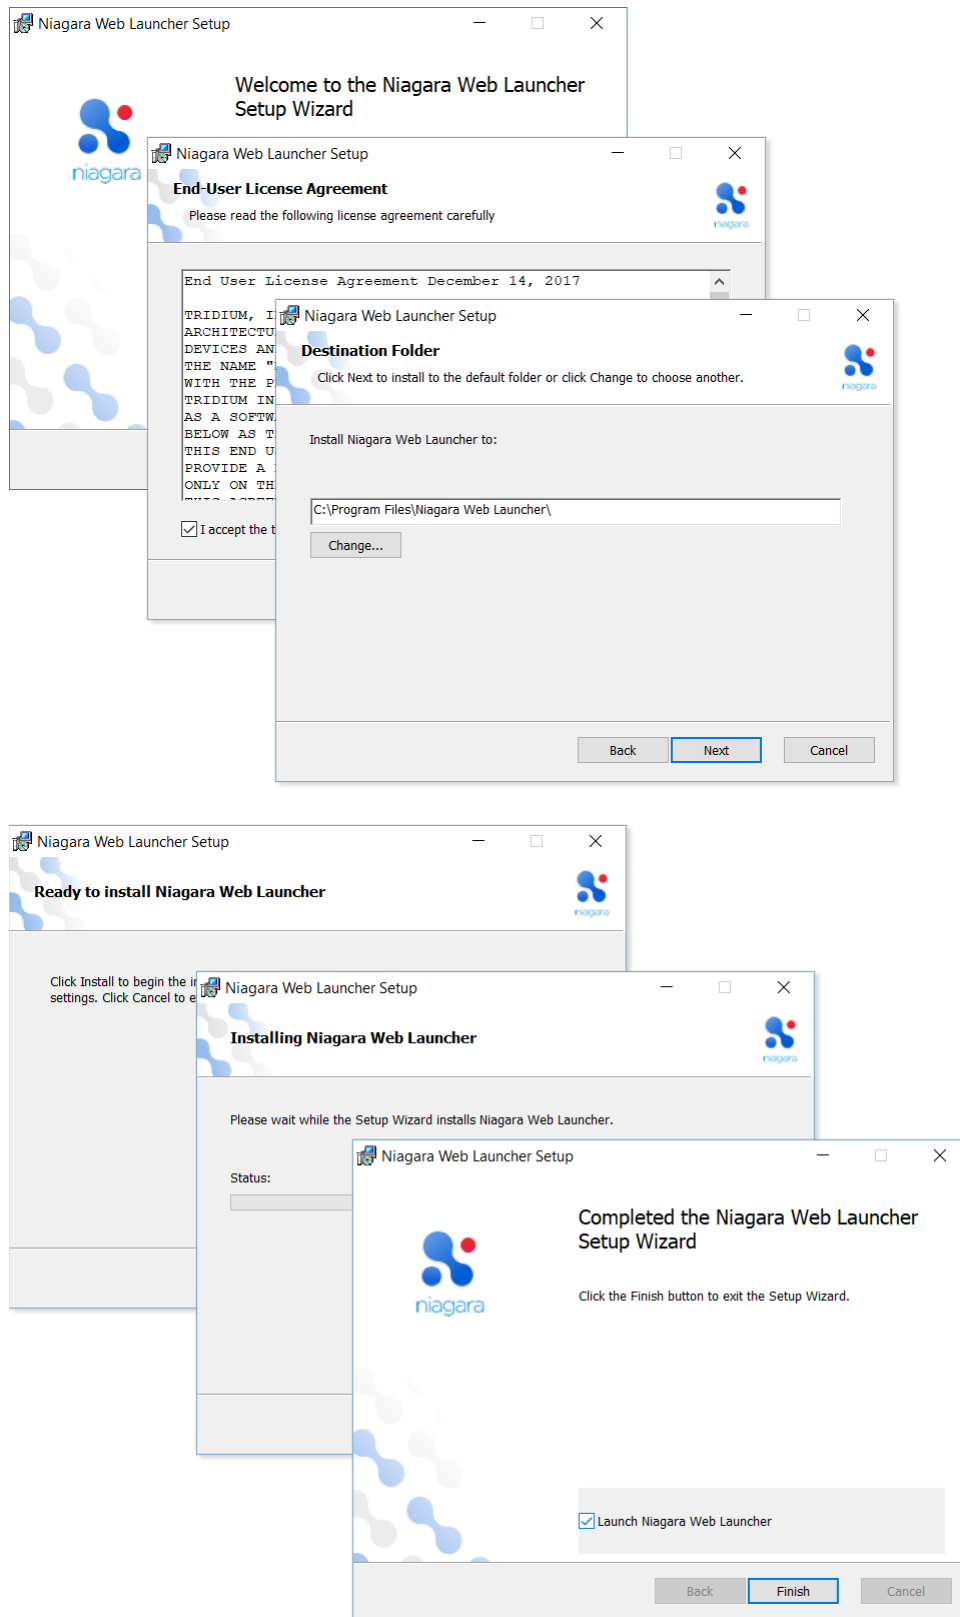 Niagara Web Launcher Setup
Welcome to the Niagara Web Launcher
Setup Wizard
niagara
Niagara Web Launcher Setup
End-User License Agreement
Please read the following license agreement carefully
niagara
End User License Agreement December 14, 2017
TRIDIUM, I
ARCHITECTU
DEVICES AN
THE NAME "
WITH THE P
TRIDIUM IN
AS A SOFTW
BELOW AS T
THIS END U
PROVIDE A
ONLY ON TH
I accept the t
Niagara Web Launcher Setup
Destination Folder
Click Next to install to the default folder or click Change to choose another.
niagara
Install Niagara Web Launcher to:
C:\Program Files\Niagara Web Launcher\
Change...
Back Next Cancel
Niagara Web Launcher Setup
Ready to install Niagara Web Launcher
niagara
Click Install to begin the i
settings. Click Cancel to e
Niagara Web Launcher Setup
Installing Niagara Web Launcher
niagara
Please wait while the Setup Wizard installs Niagara Web Launcher.
Status:
Niagara Web Launcher Setup
Completed the Niagara Web Launcher
Setup Wizard
niagara
Click the Finish button to exit the Setup Wizard.
Launch Niagara Web Launcher
Back Finish Cancel